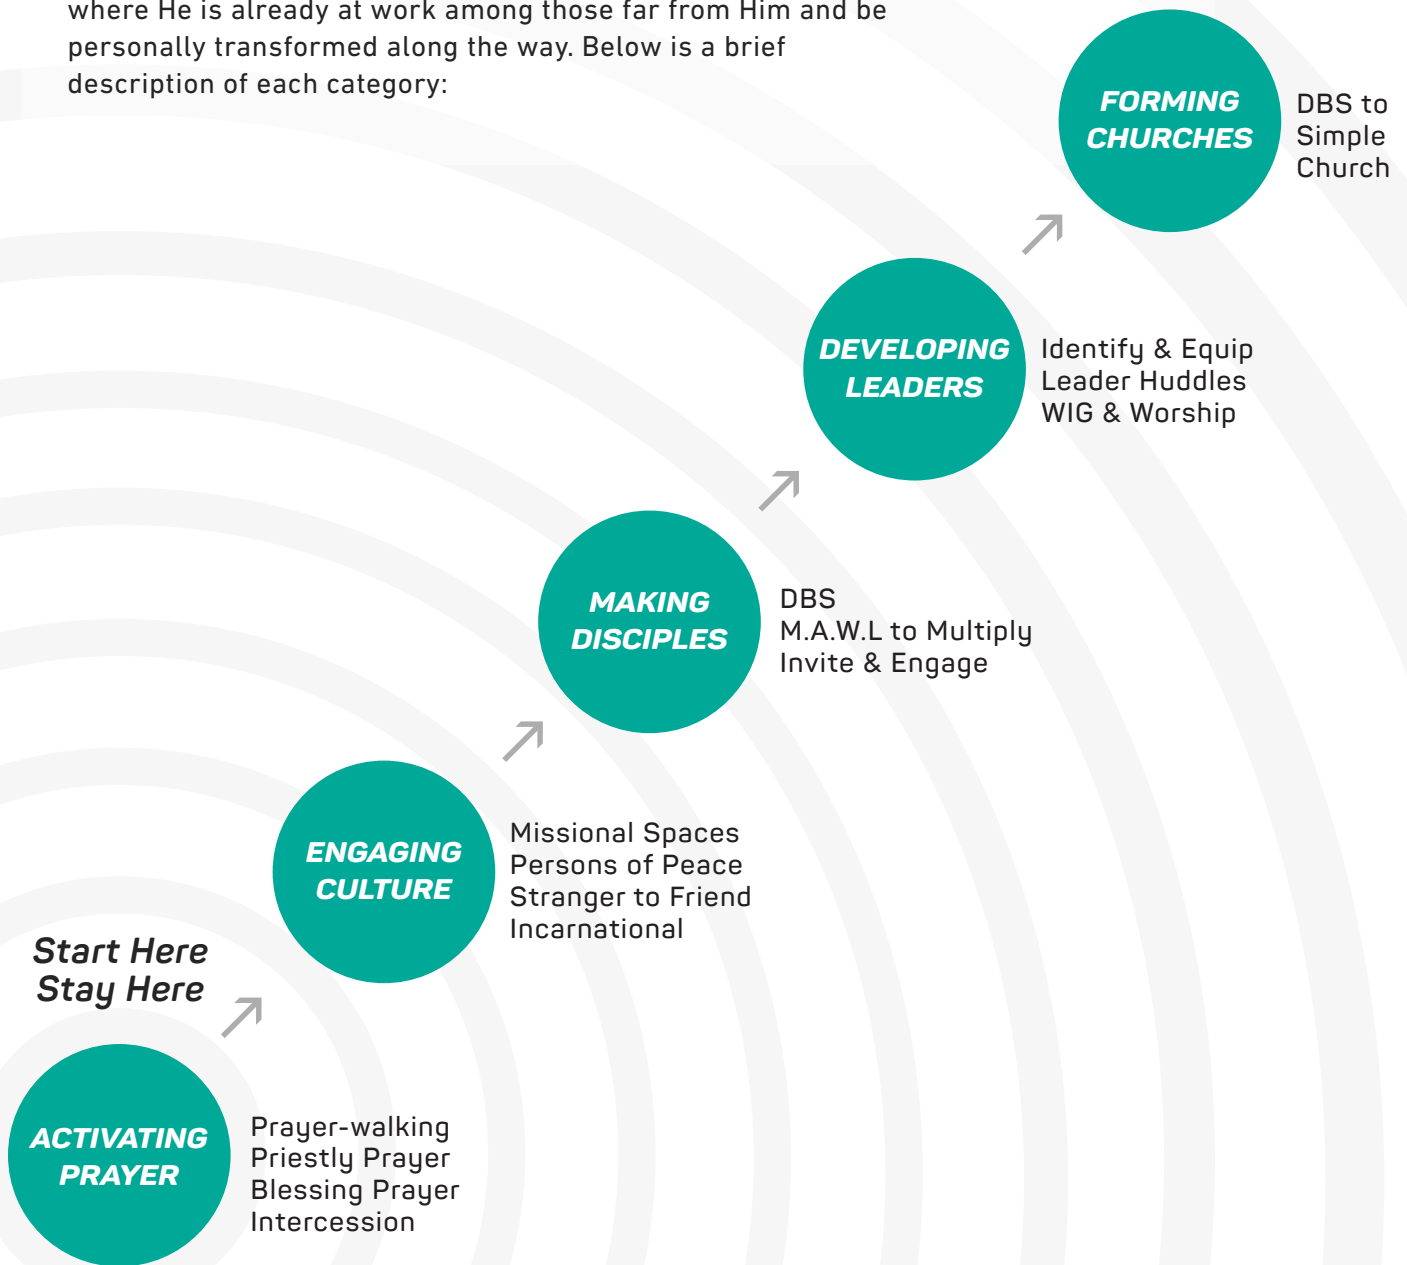 where He is already at work among those far from Him and be
personally transformed along the way. Below is a brief
description of each category:
FORMING
CHURCHES
DBS to
Simple
Church
DEVELOPING
LEADERS
Identify & Equip
Leader Huddles
WIG & Worship
MAKING
DISCIPLES
DBS
M.A.W.L to Multiply
Invite & Engage
ENGAGING
CULTURE
Missional Spaces
Persons of Peace
Stranger to Friend
Incarnational
Start Here
Stay Here
ACTIVATING
PRAYER
Prayer-walking
Priestly Prayer
Blessing Prayer
Intercession